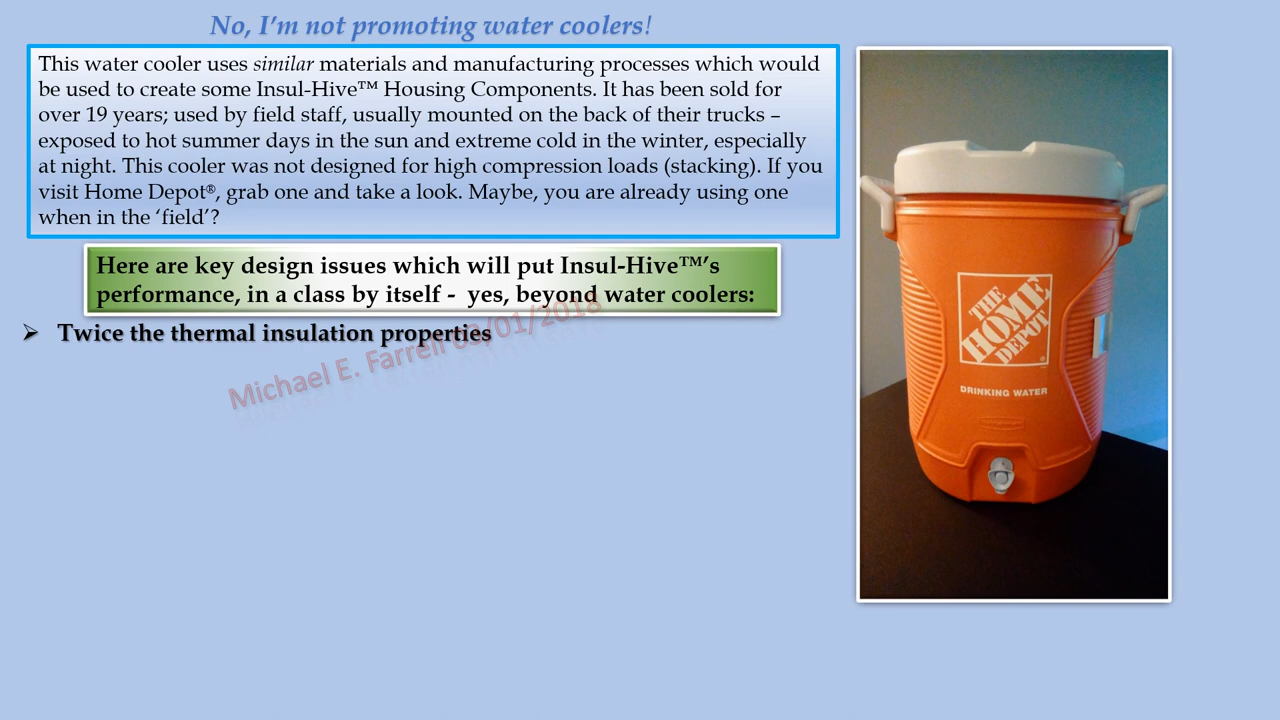 No, I'm not promoting water coolers!
This water cooler uses similar materials and manufacturing processes which would
be used to create some Insul-Hive™ Housing Components. It has been sold for
over 19 years; used by field staff, usually mounted on the back of their trucks –
exposed to hot summer days in the sun and extreme cold in the winter, especially
at night. This cooler was not designed for high compression loads (stacking). If you
visit Home Depot®, grab one and take a look. Maybe, you are already using one
when in the 'field'?
Here are key design issues which will put Insul-Hive™'s
performance, in a class by itself - yes, beyond water coolers:
➢ Twice the thermal insulation properties
Michael E. Farrell 03/01/2018
THE
HOME
DEPOT®
DRINKING WATER